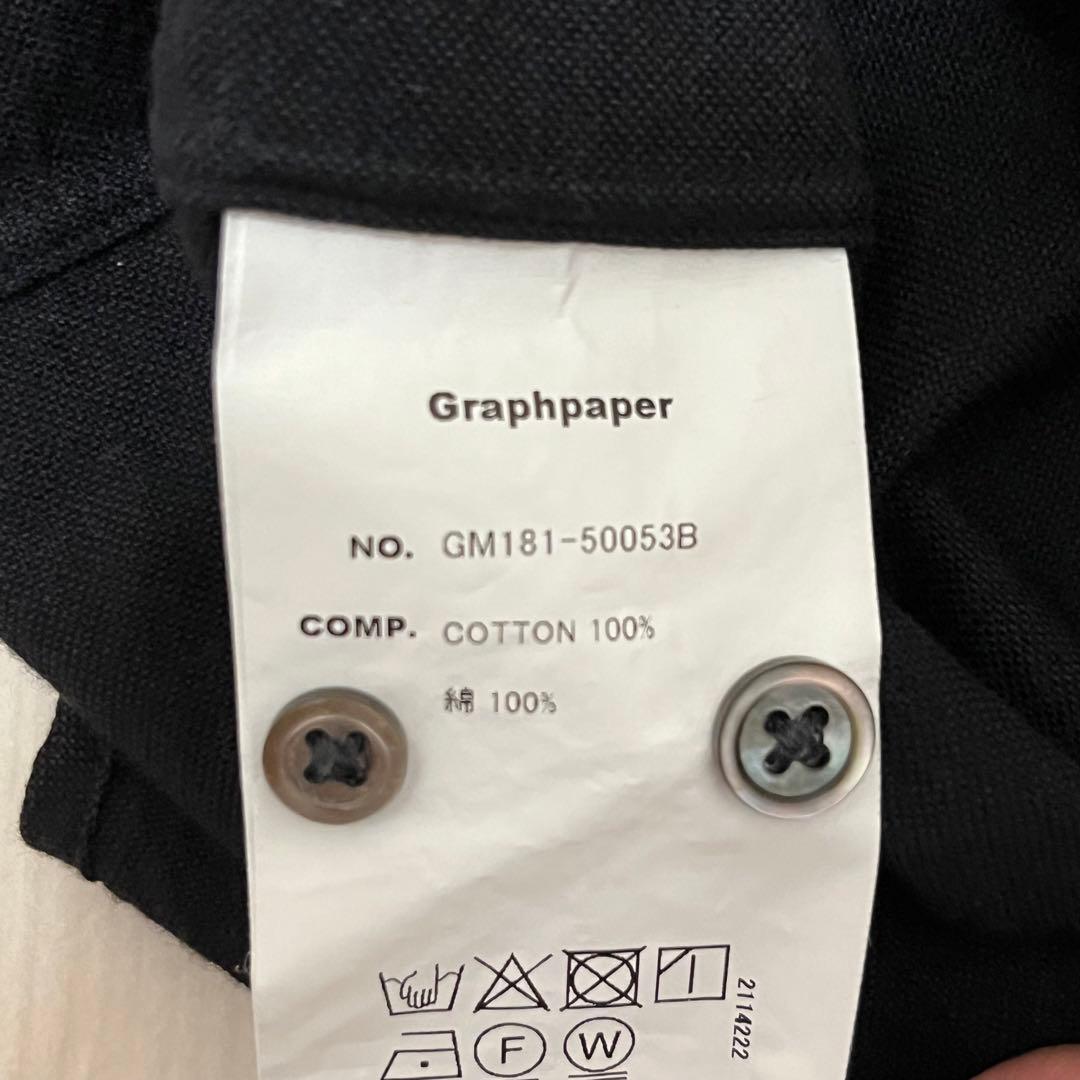 Graphpaper
NO. GM181-50053B
COMP. COTTON 100%
綿 100%
2114222
F W